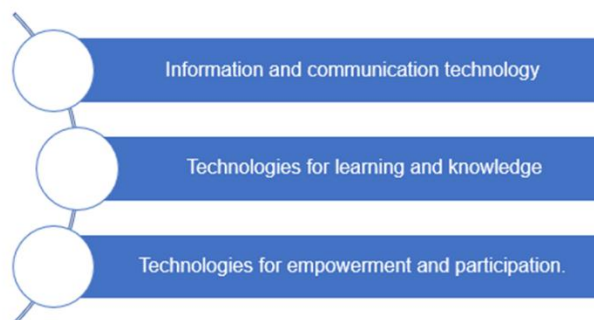 Information and communication technology
Technologies for learning and knowledge
Technologies for empowerment and participation.